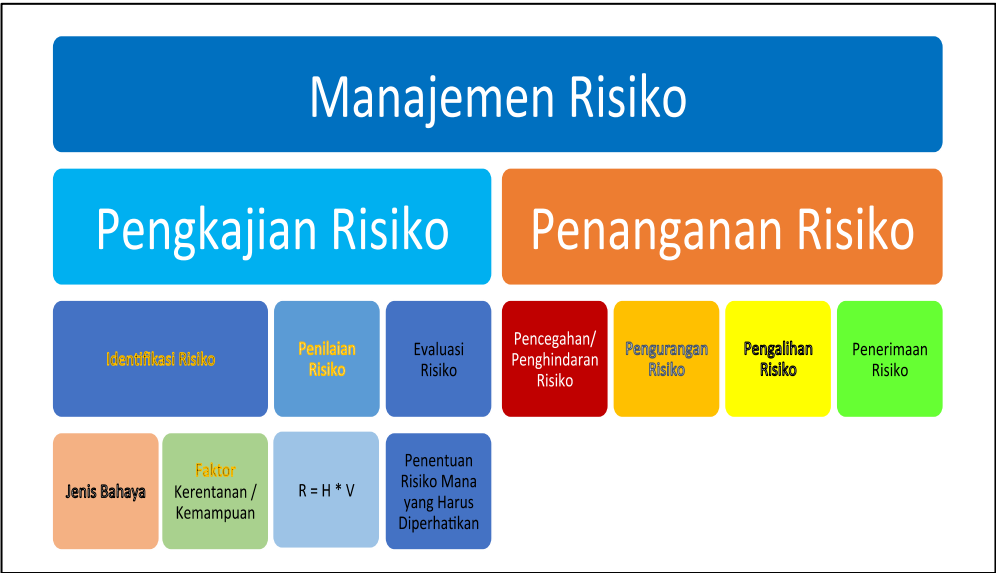 Manajemen Risiko
Pengkajian Risiko
Penanganan Risiko
Identifikasi Risiko
Penilaian
Risiko
Evaluasi
Risiko
Pencegahan/
Penghindaran
Risiko
Pengurangan
Risiko
Pengalihan
Risiko
Penerimaan
Risiko
Jenis Bahaya
Faktor
Kerentanan /
Kemampuan
R = H * V
Penentuan
Risiko Mana
yang Harus
Diperhatikan